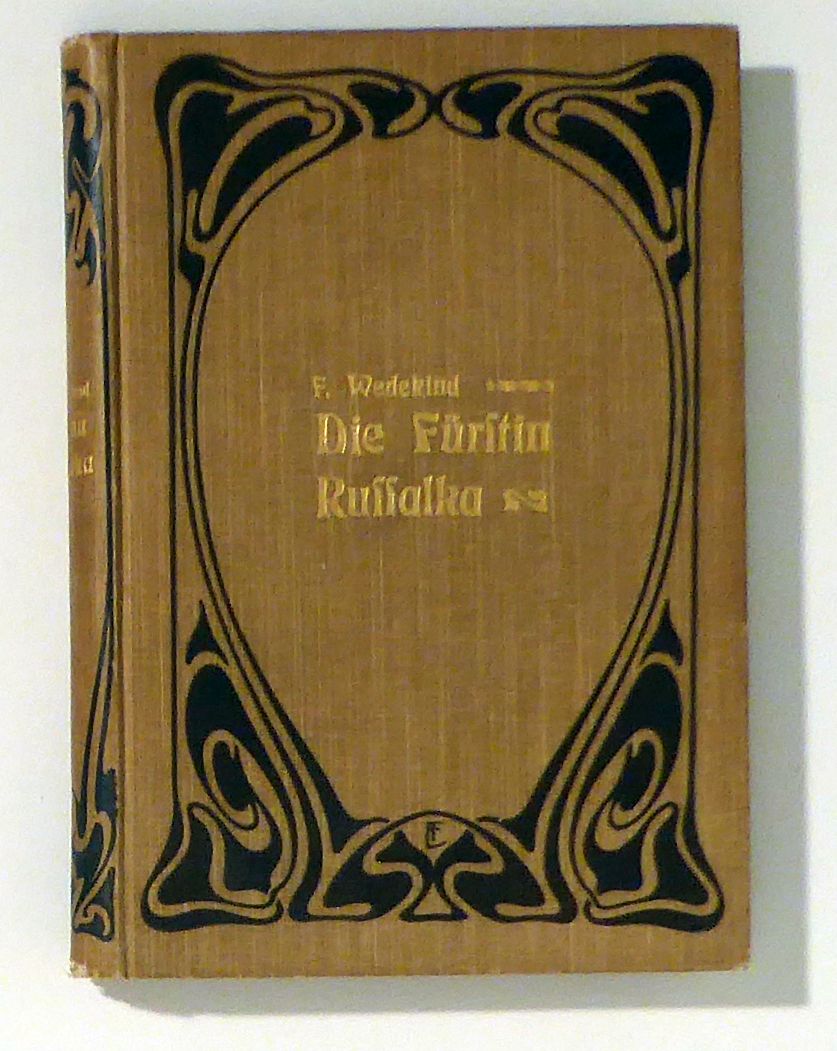 F. Wedekind
Die Fürſtin
Ruſſalka